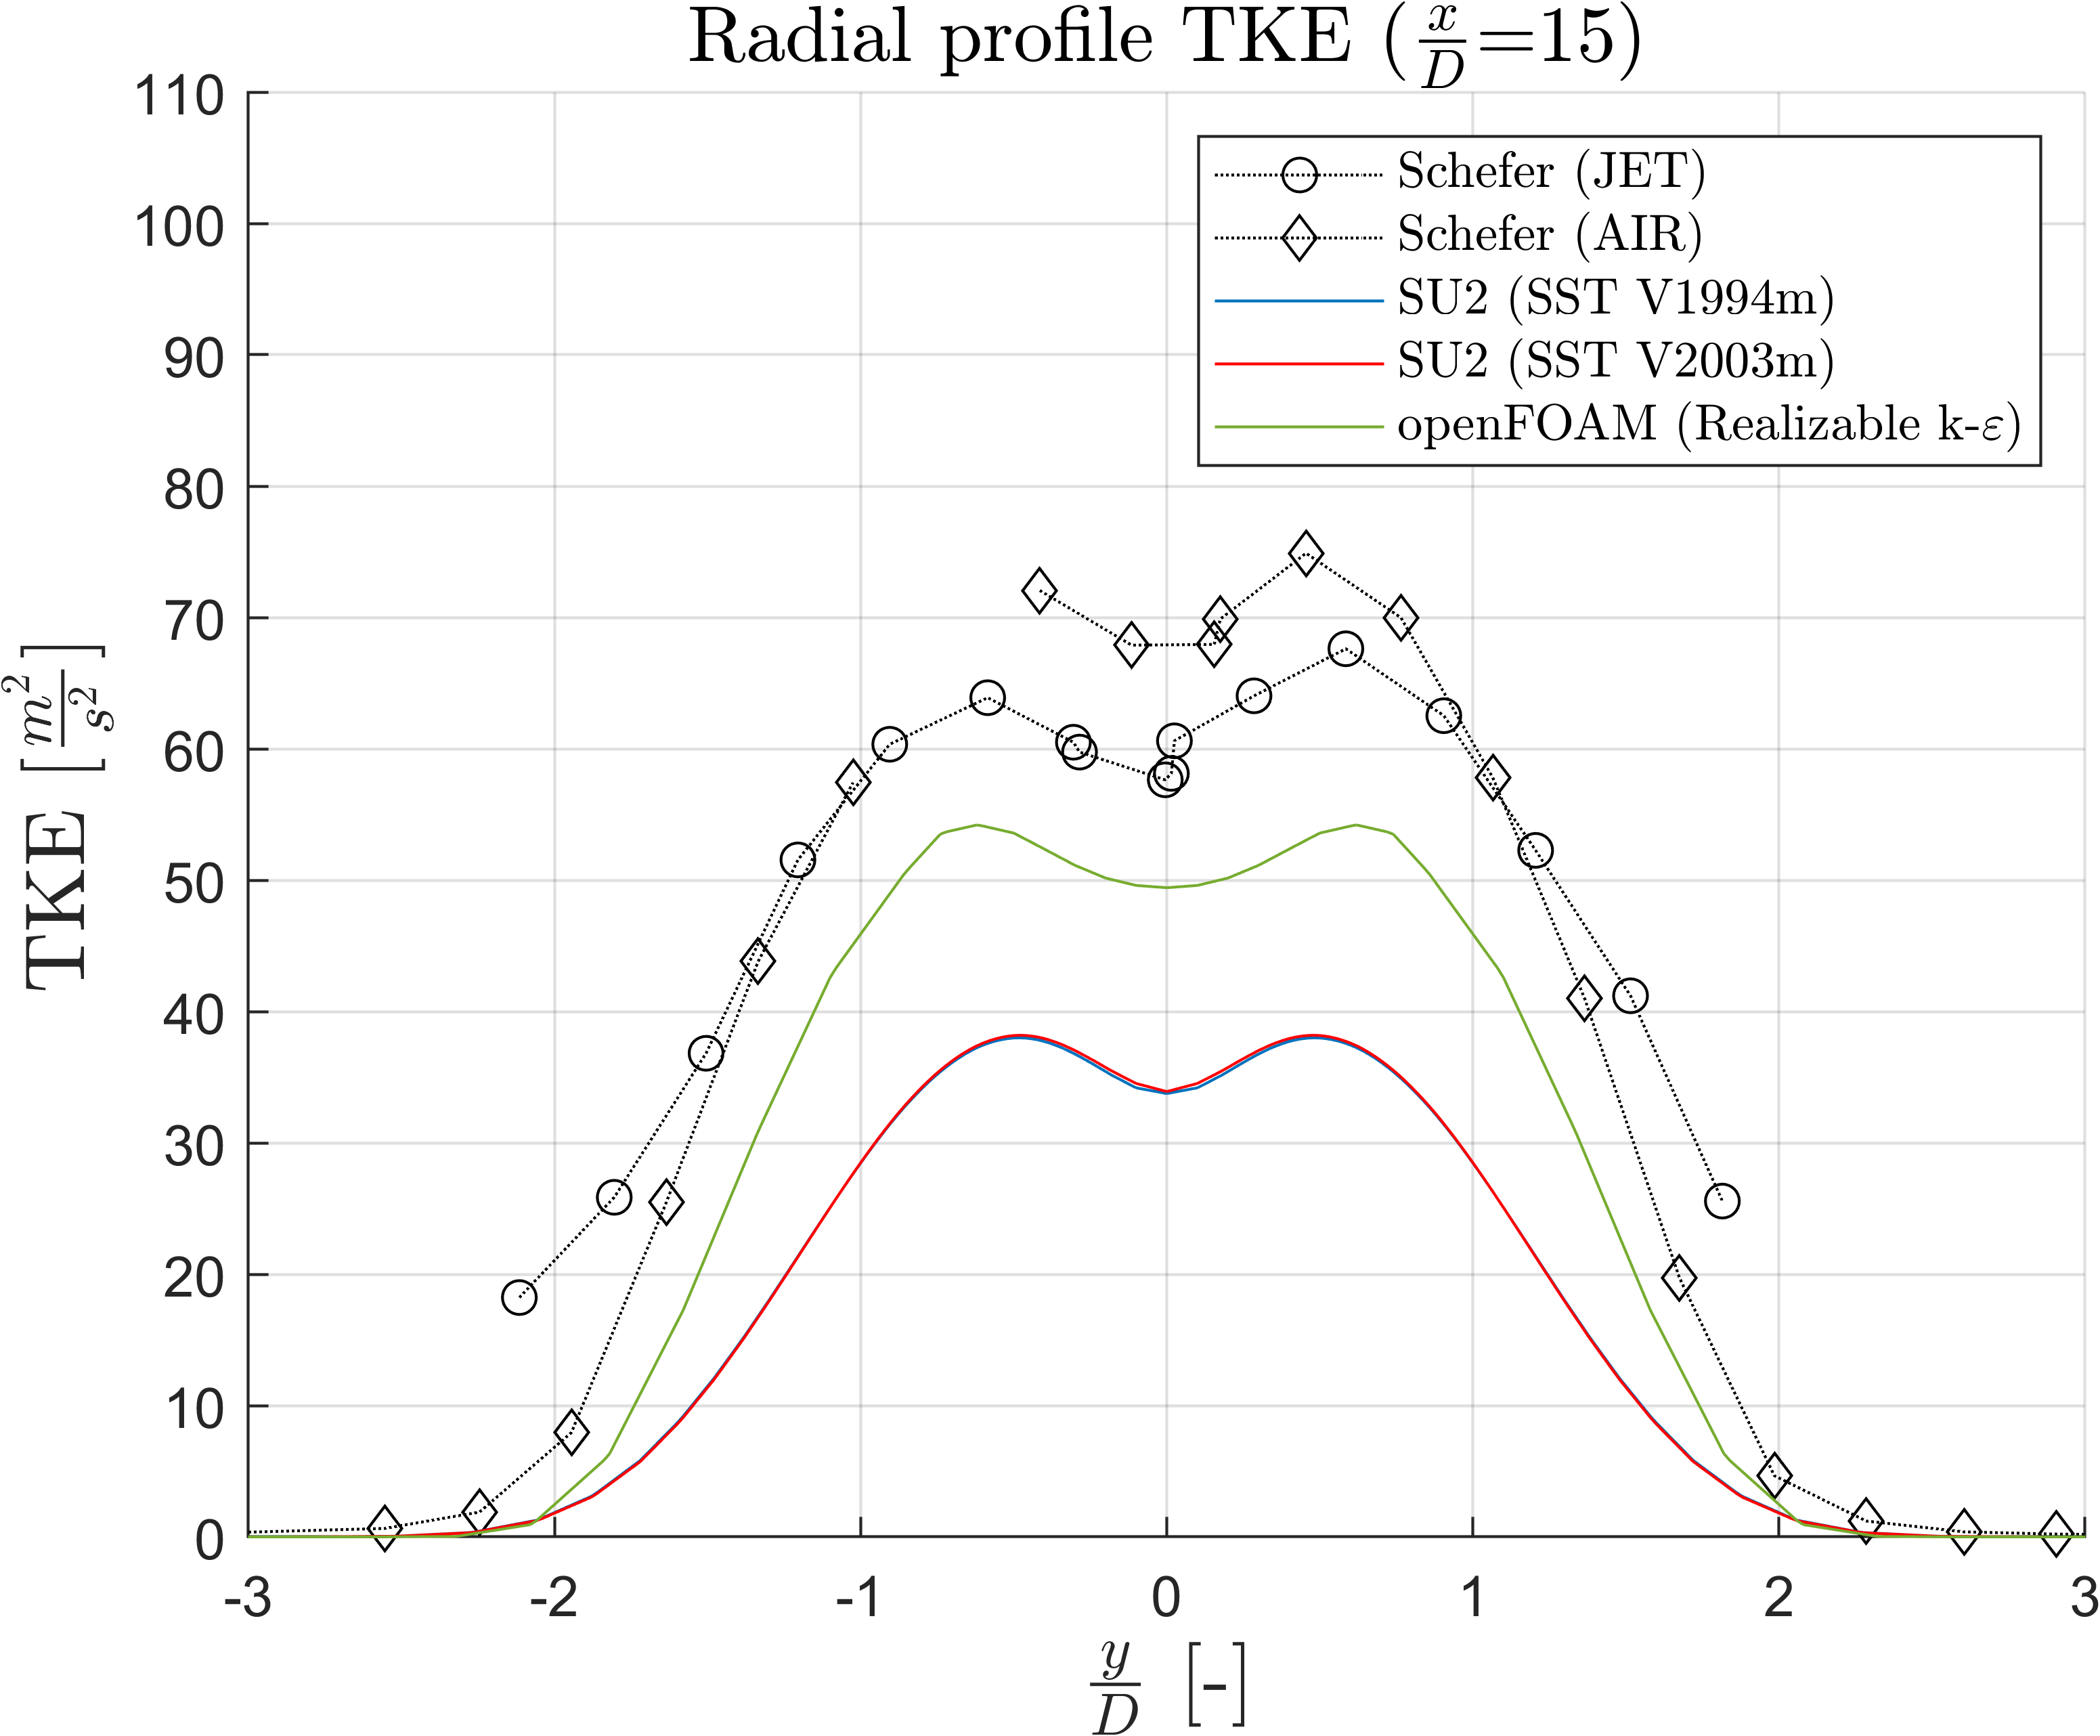 Radial profile TKE (x/D=15)
110
100
90
80
70
60
50
40
30
20
10
0
TKE [m²/s²]
Schefer (JET)
Schefer (AIR)
SU2 (SST V1994m)
SU2 (SST V2003m)
openFOAM (Realizable k-ε)
-3 -2 -1 0 1 2 3
y/D [-]